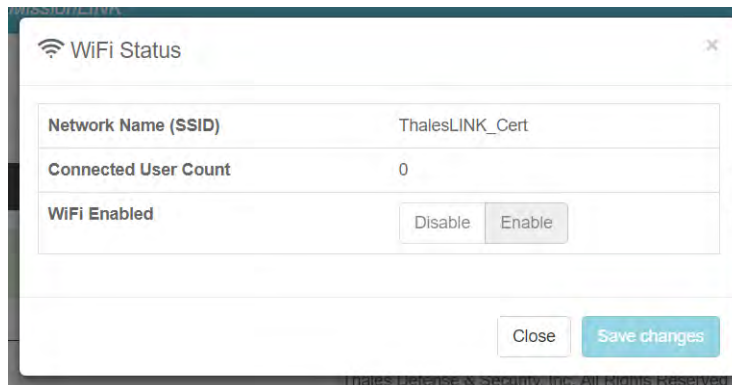 MissionLINK
WiFi Status ×
Network Name (SSID) ThalesLINK_Cert
Connected User Count 0
WiFi Enabled Disable Enable
Close Save changes
Thales Defense & Security, Inc. All Rights Reserved